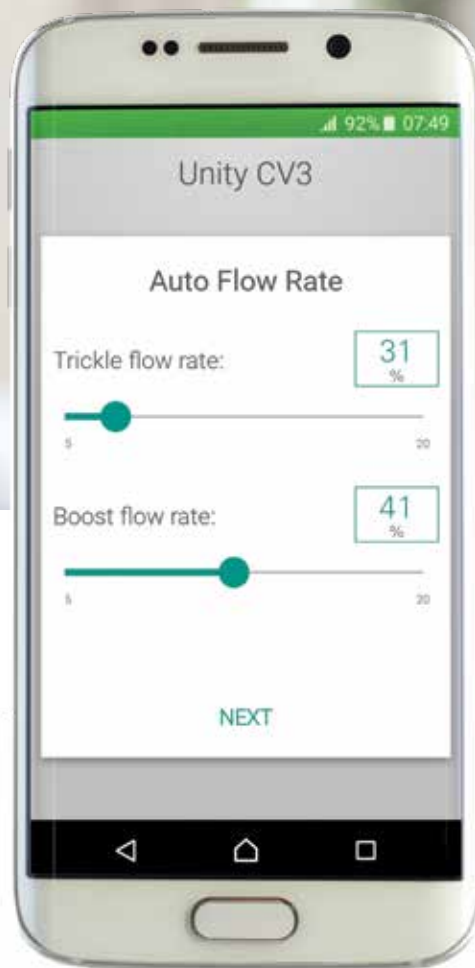 92% 07:49
Unity CV3
Auto Flow Rate
Trickle flow rate:
31
%
5
20
Boost flow rate:
41
%
5
20
NEXT